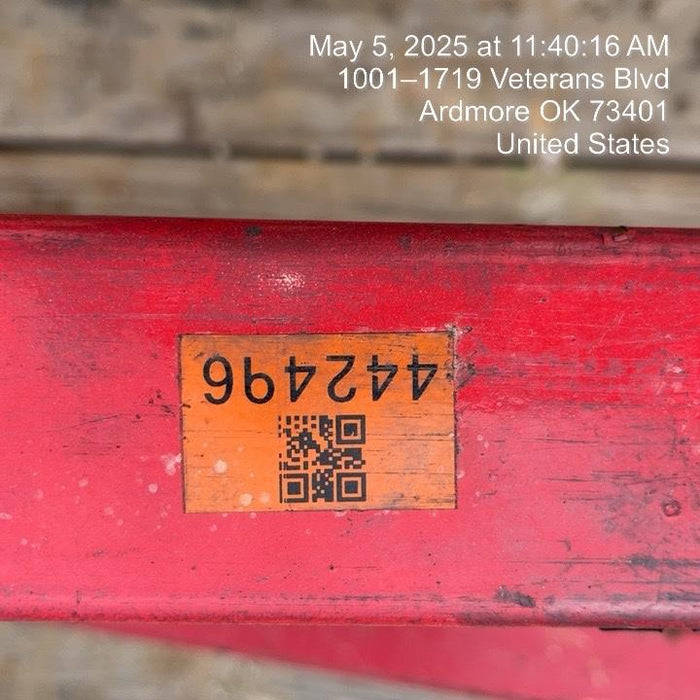 May 5, 2025 at 11:40:16 AM
1001–1719 Veterans Blvd
Ardmore OK 73401
United States
442496